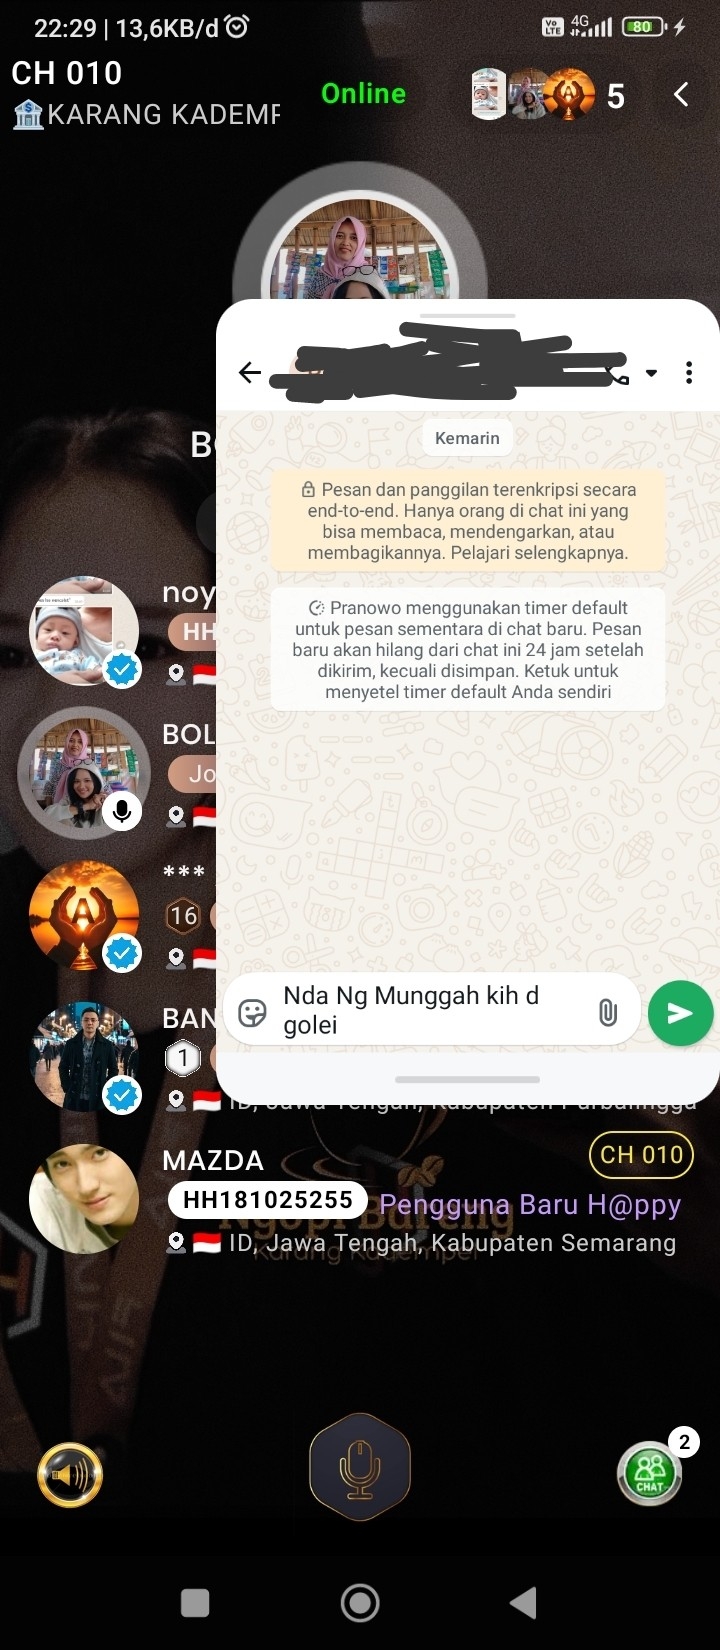 22:29 | 13,6KB/d
Vo LTE 4G 80
CH 010
KARANG KADEMP
Online
5
Kemarin
Pesan dan panggilan terenkripsi secara
end-to-end. Hanya orang di chat ini yang
bisa membaca, mendengarkan, atau
membagikannya. Pelajari selengkapnya.
Pranowo menggunakan timer default
untuk pesan sementara di chat baru. Pesan
baru akan hilang dari chat ini 24 jam setelah
dikirim, kecuali disimpan. Ketuk untuk
menyetel timer default Anda sendiri
Nda Ng Munggah kih d
golei
noy
HH
BOL
Jo
***
16
BAN
1
ID, Jawa Tengah, Kabupaten Purbalingga
MAZDA
CH 010
HH181025255
Pengguna Baru H@ppy
ID, Jawa Tengah, Kabupaten Semarang
Ngopi Bareng
Karang Kadempel
2
CHAT